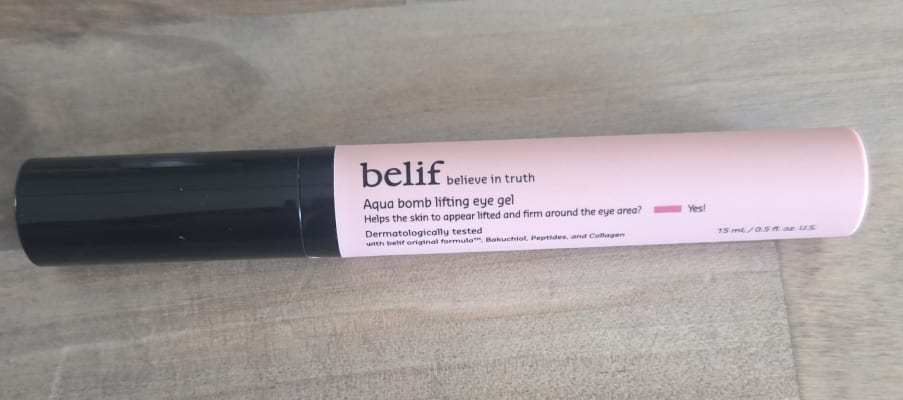 belif believe in truth
Aqua bomb lifting eye gel
Helps the skin to appear lifted and firm around the eye area? Yes!
Dermatologically tested
with belif original formula™, Bakuchiol, Peptides, and Collagen
15 mL / 0.5 fl. oz. U.S.